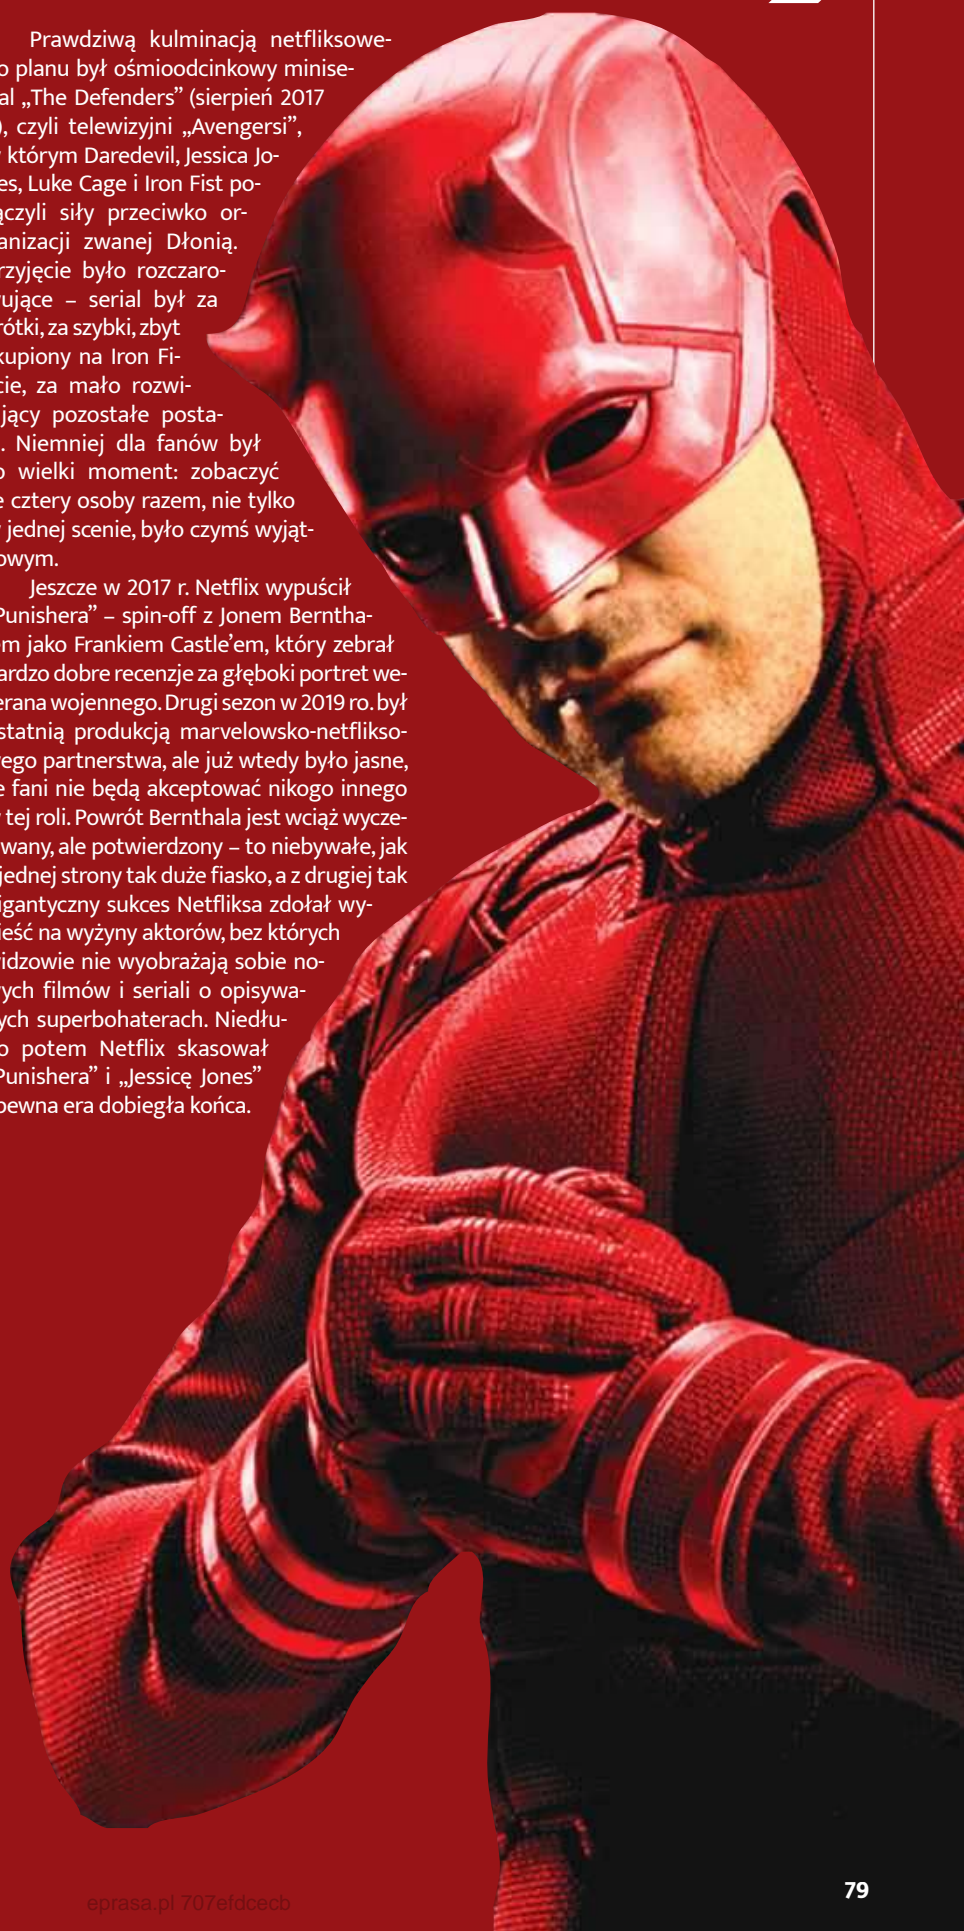 Prawdziwą kulminacją netfliksowe-
o planu był ośmioodcinkowy minise-
al „The Defenders” (sierpień 2017
), czyli telewizyjni „Avengersi”,
którym Daredevil, Jessica Jo-
es, Luke Cage i Iron Fist po-
ączyli siły przeciwko or-
anizacji zwanej Dłonią.
rzyjęcie było rozczaro-
ujące – serial był za
rótki, za szybki, zbyt
kupiony na Iron Fi-
cie, za mało rozwi-
jący pozostałe posta-
. Niemniej dla fanów był
o wielki moment: zobaczyć
e cztery osoby razem, nie tylko
jednej scenie, było czymś wyjąt-
owym.
Jeszcze w 2017 r. Netflix wypuścił
Punishera” – spin-off z Jonem Berntha-
em jako Frankiem Castle’em, który zebrał
ardzo dobre recenzje za głęboki portret we-
erana wojennego. Drugi sezon w 2019 ro. był
statnią produkcją marvelowsko-netflikso-
ego partnerstwa, ale już wtedy było jasne,
e fani nie będą akceptować nikogo innego
tej roli. Powrót Bernthala jest wciąż wycze-
wany, ale potwierdzony – to niebywałe, jak
jednej strony tak duże fiasko, a z drugiej tak
igantyczny sukces Netfliksa zdołał wy-
ieść na wyżyny aktorów, bez których
idzowie nie wyobrażają sobie no-
ych filmów i seriali o opisywa-
ych superbohaterach. Niedłu-
o potem Netflix skasował
Punishera” i „Jessicę Jones”
pewna era dobiegła końca.
eprasa.pl 707efdcecb
79